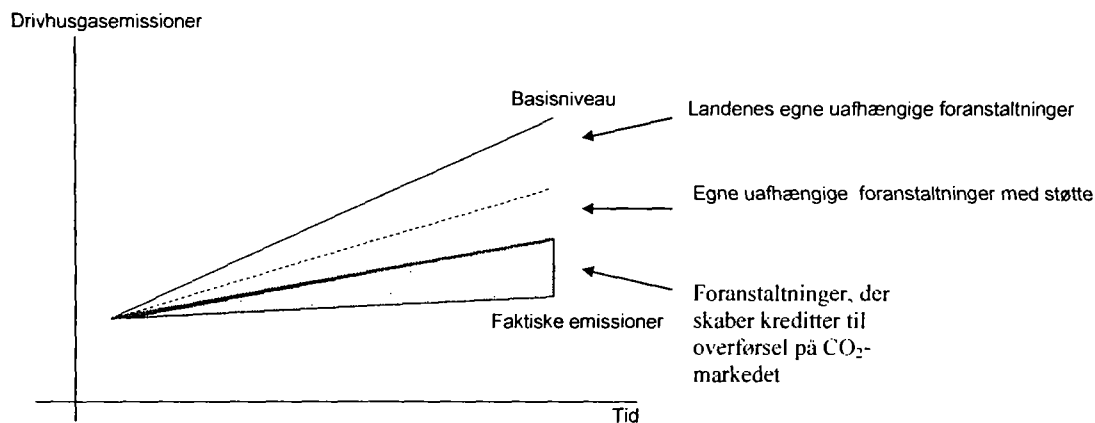 Drivhusgasemissioner
Basisniveau
Landenes egne uafhængige foranstaltninger
Egne uafhængige foranstaltninger med støtte
Foranstaltninger, der
skaber kreditter til
overførsel på CO₂-
markedet
Faktiske emissioner
Tid